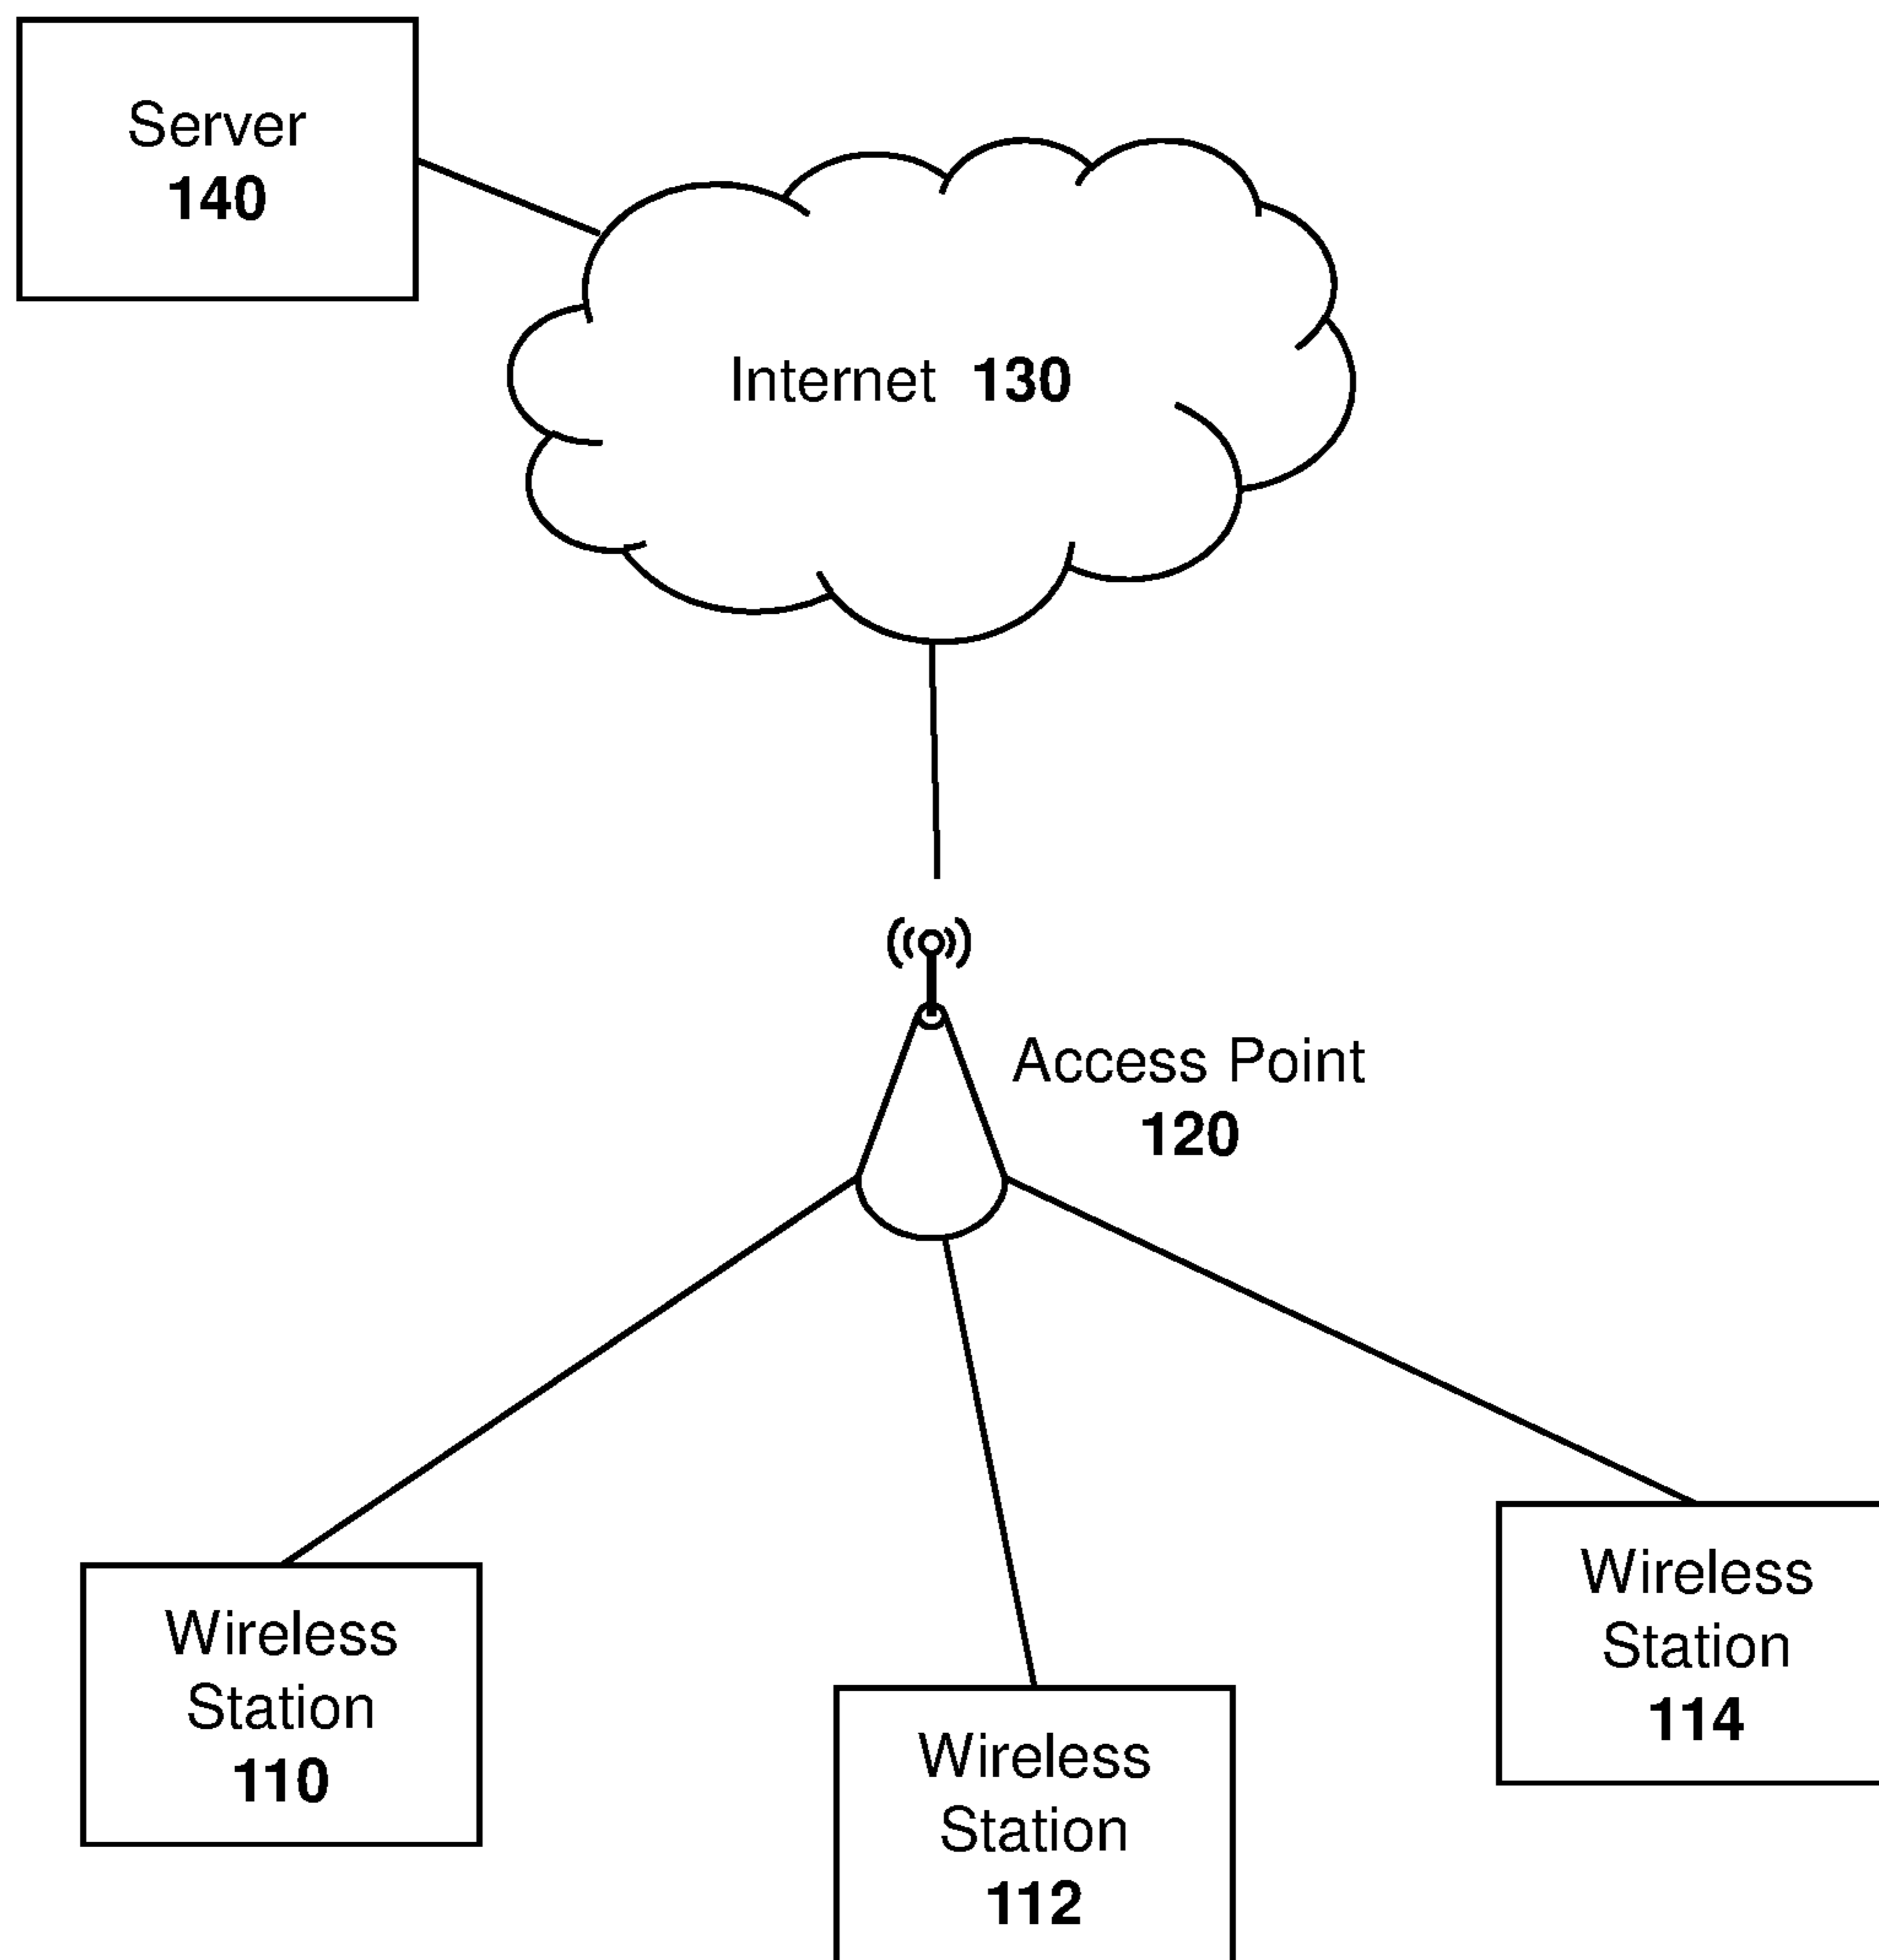 Server
140
Internet 130
Access Point
120
Wireless
Station
110
Wireless
Station
112
Wireless
Station
114